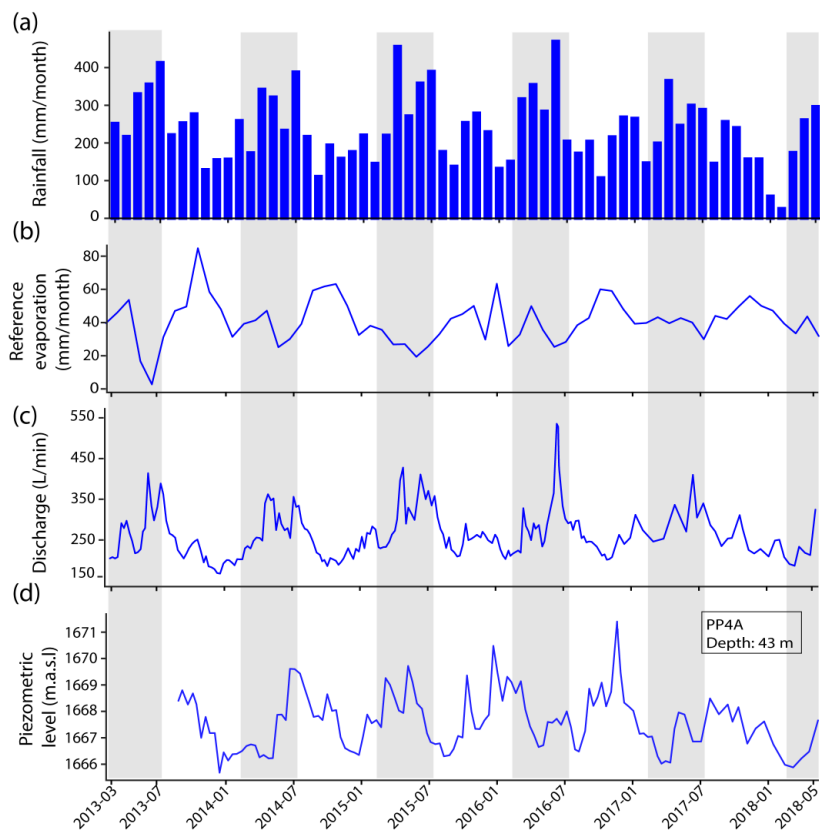 (a)
Rainfall (mm/month)
400
300
200
100
0
(b)
Reference
evaporation
(mm/month)
80
60
40
20
0
(c)
Discharge (L/min)
550
450
350
250
150
(d)
Piezometric
level (m.a.s.l)
1671
1670
1669
1668
1667
1666
PP4A
Depth: 43 m
2013-03
2013-07
2014-01
2014-07
2015-01
2015-07
2016-01
2016-07
2017-01
2017-07
2018-01
2018-05